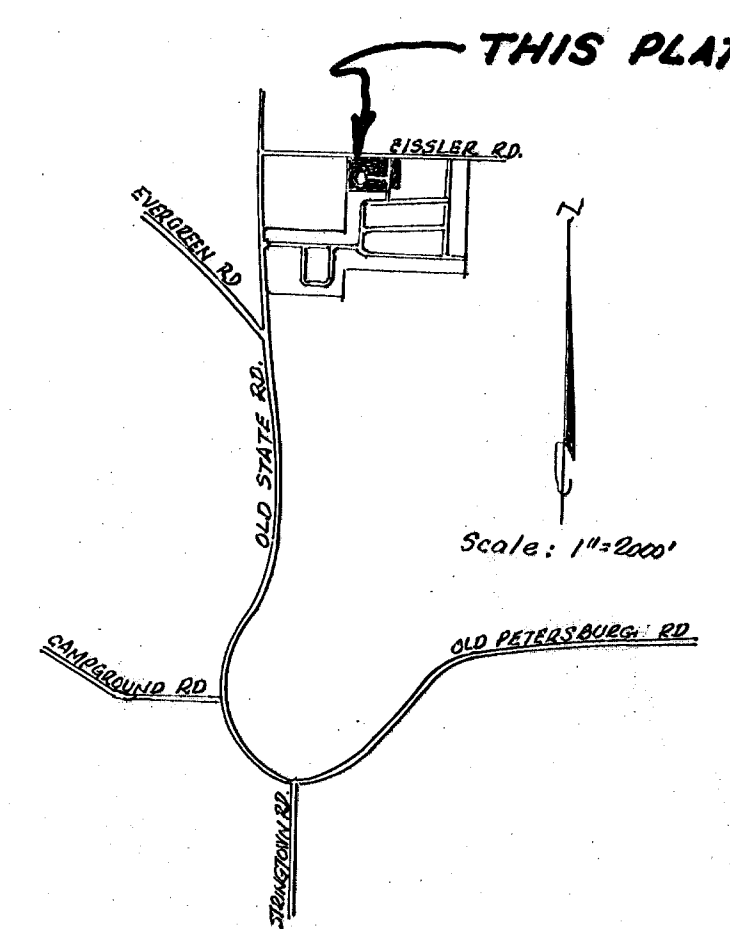 THIS PLAT
EISSLER RD.
EVERGREEN RD
Z
OLD STATE RD.
Scale: 1"=2000'
OLD PETERSBURG RD
CAMPGROUND RD
STRINGTOWN RD.